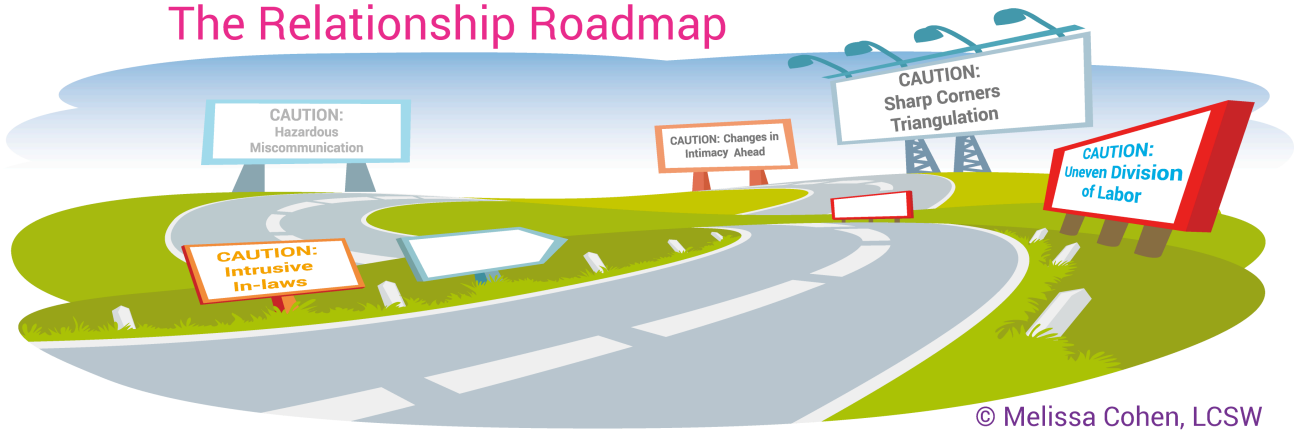 The Relationship Roadmap
CAUTION:
Hazardous
Miscommunication
CAUTION: Changes in
Intimacy Ahead
CAUTION:
Sharp Corners
Triangulation
CAUTION:
Uneven Division
of Labor
CAUTION:
Intrusive
In-laws
© Melissa Cohen, LCSW